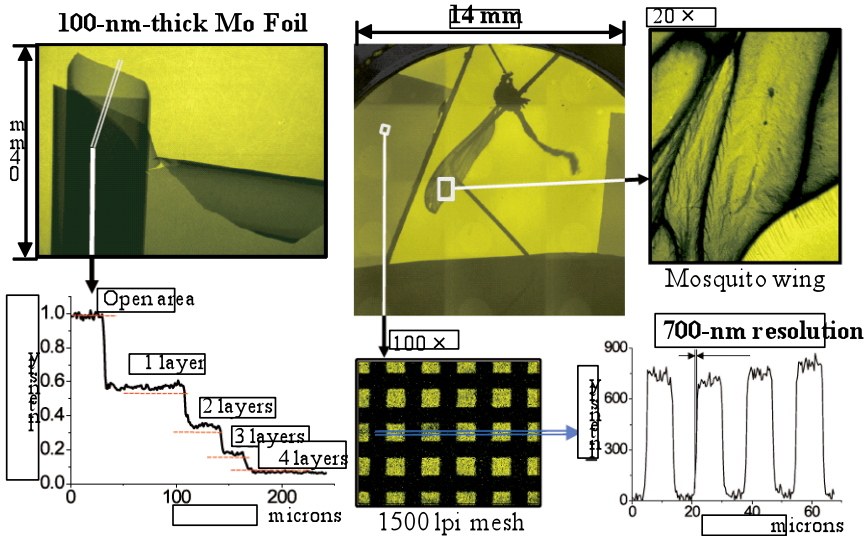 100-nm-thick Mo Foil
14 mm
20 ×
40 mm
Mosquito wing
Open area
1.0
0.8
0.6
0.4
0.2
0.0
1 layer
2 layers
3 layers
4 layers
0
100
200
microns
100 ×
1500 lpi mesh
700-nm resolution
900
600
300
0
0
20
40
60
microns